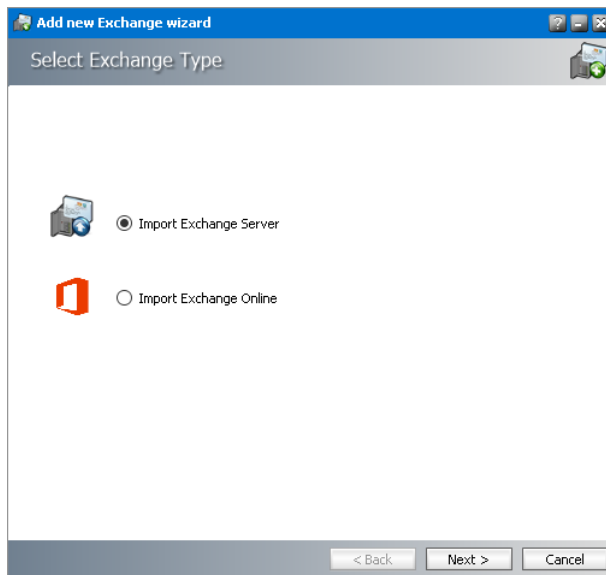 Add new Exchange wizard
Select Exchange Type
Import Exchange Server
Import Exchange Online
< Back Next > Cancel